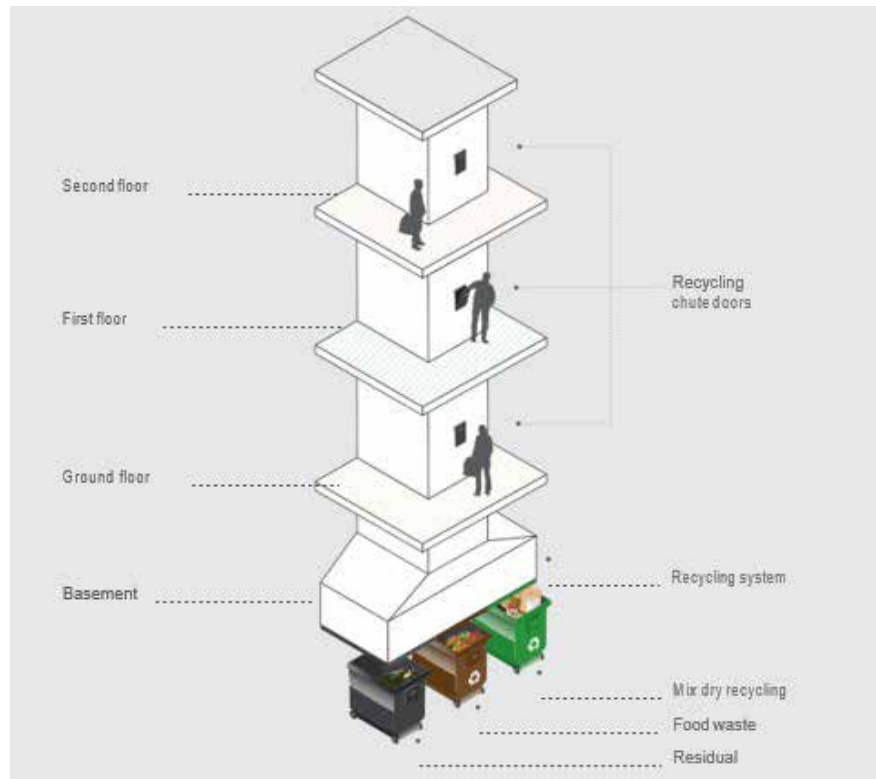 Second floor
First floor
Recycling
chute doors
Ground floor
Basement
Recycling system
Mix dry recycling
Food waste
Residual